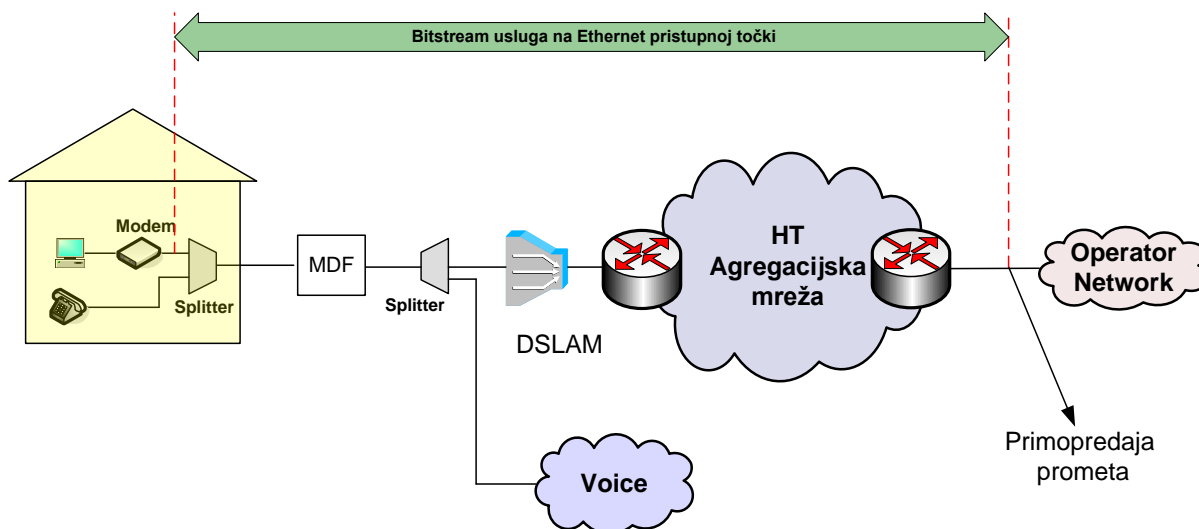 Bitstream usluga na Ethernet pristupnoj točki
Modem
Splitter
MDF
Splitter
DSLAM
HT
Agregacijska
mreža
Operator
Network
Voice
Primopredaja
prometa